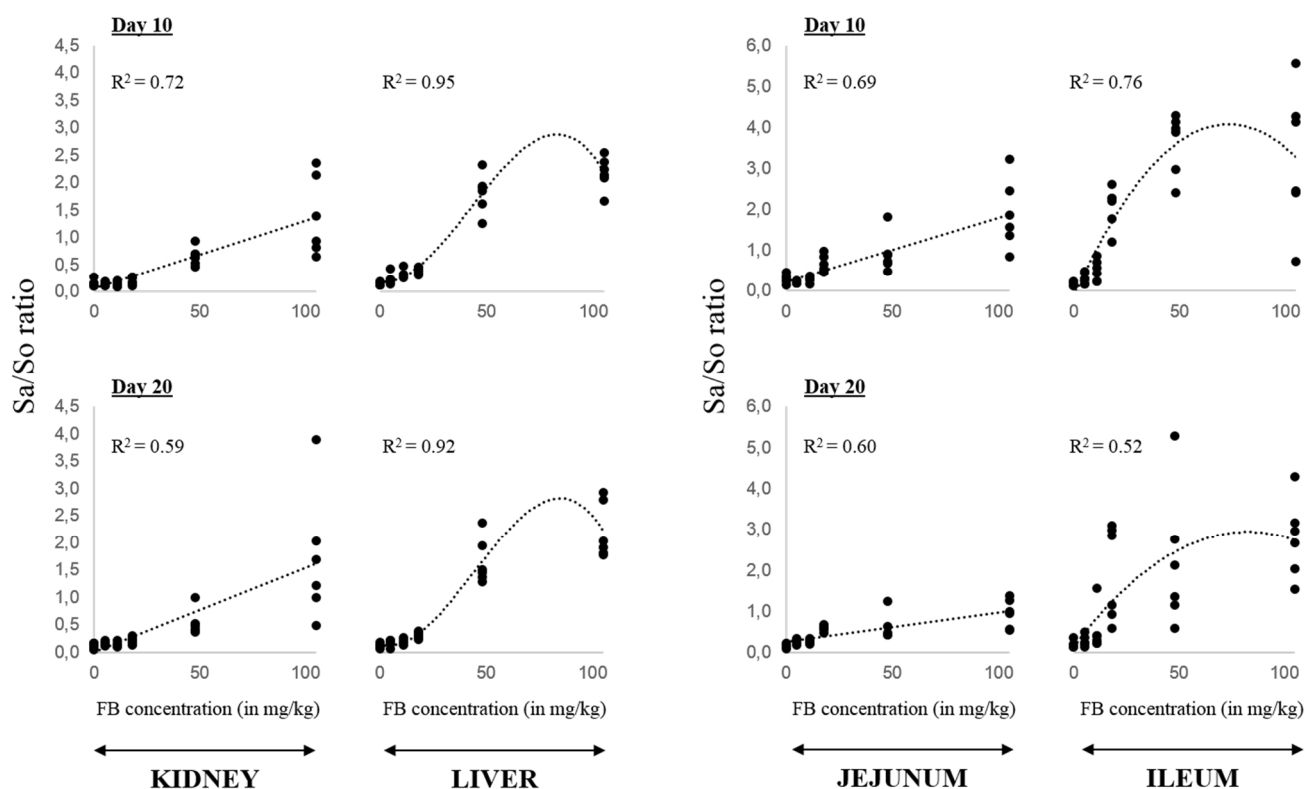 Day 10
4,5
4,0
3,5
3,0
2,5
2,0
1,5
1,0
0,5
0,0
R² = 0.72
R² = 0.95
0 50 100
0 50 100
Day 10
6,0
5,0
4,0
3,0
2,0
1,0
0,0
R² = 0.69
R² = 0.76
0 50 100
0 50 100
Sa/So ratio
Sa/So ratio
Day 20
4,5
4,0
3,5
3,0
2,5
2,0
1,5
1,0
0,5
0,0
R² = 0.59
R² = 0.92
0 50 100
0 50 100
Day 20
6,0
5,0
4,0
3,0
2,0
1,0
0,0
R² = 0.60
R² = 0.52
0 50 100
0 50 100
FB concentration (in mg/kg) FB concentration (in mg/kg) FB concentration (in mg/kg) FB concentration (in mg/kg)
KIDNEY LIVER JEJUNUM ILEUM